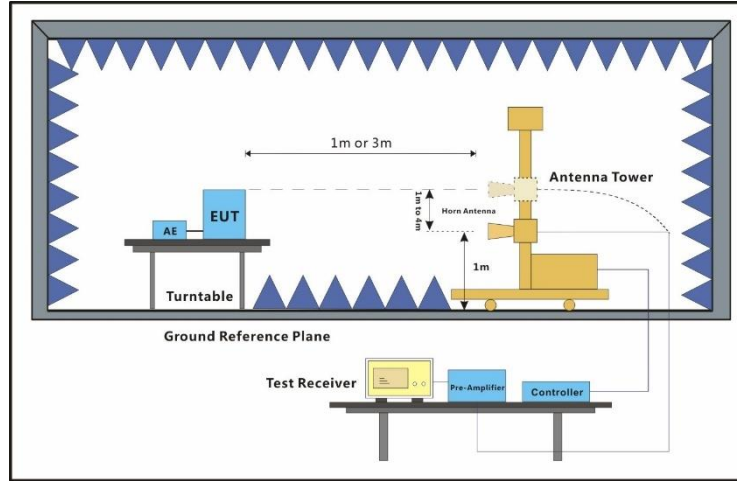 1m or 3m
Antenna Tower
1m to 4m
Horn Antenna
EUT
AE
1m
Turntable
Ground Reference Plane
Test Receiver
Pre-Amplifier
Controller